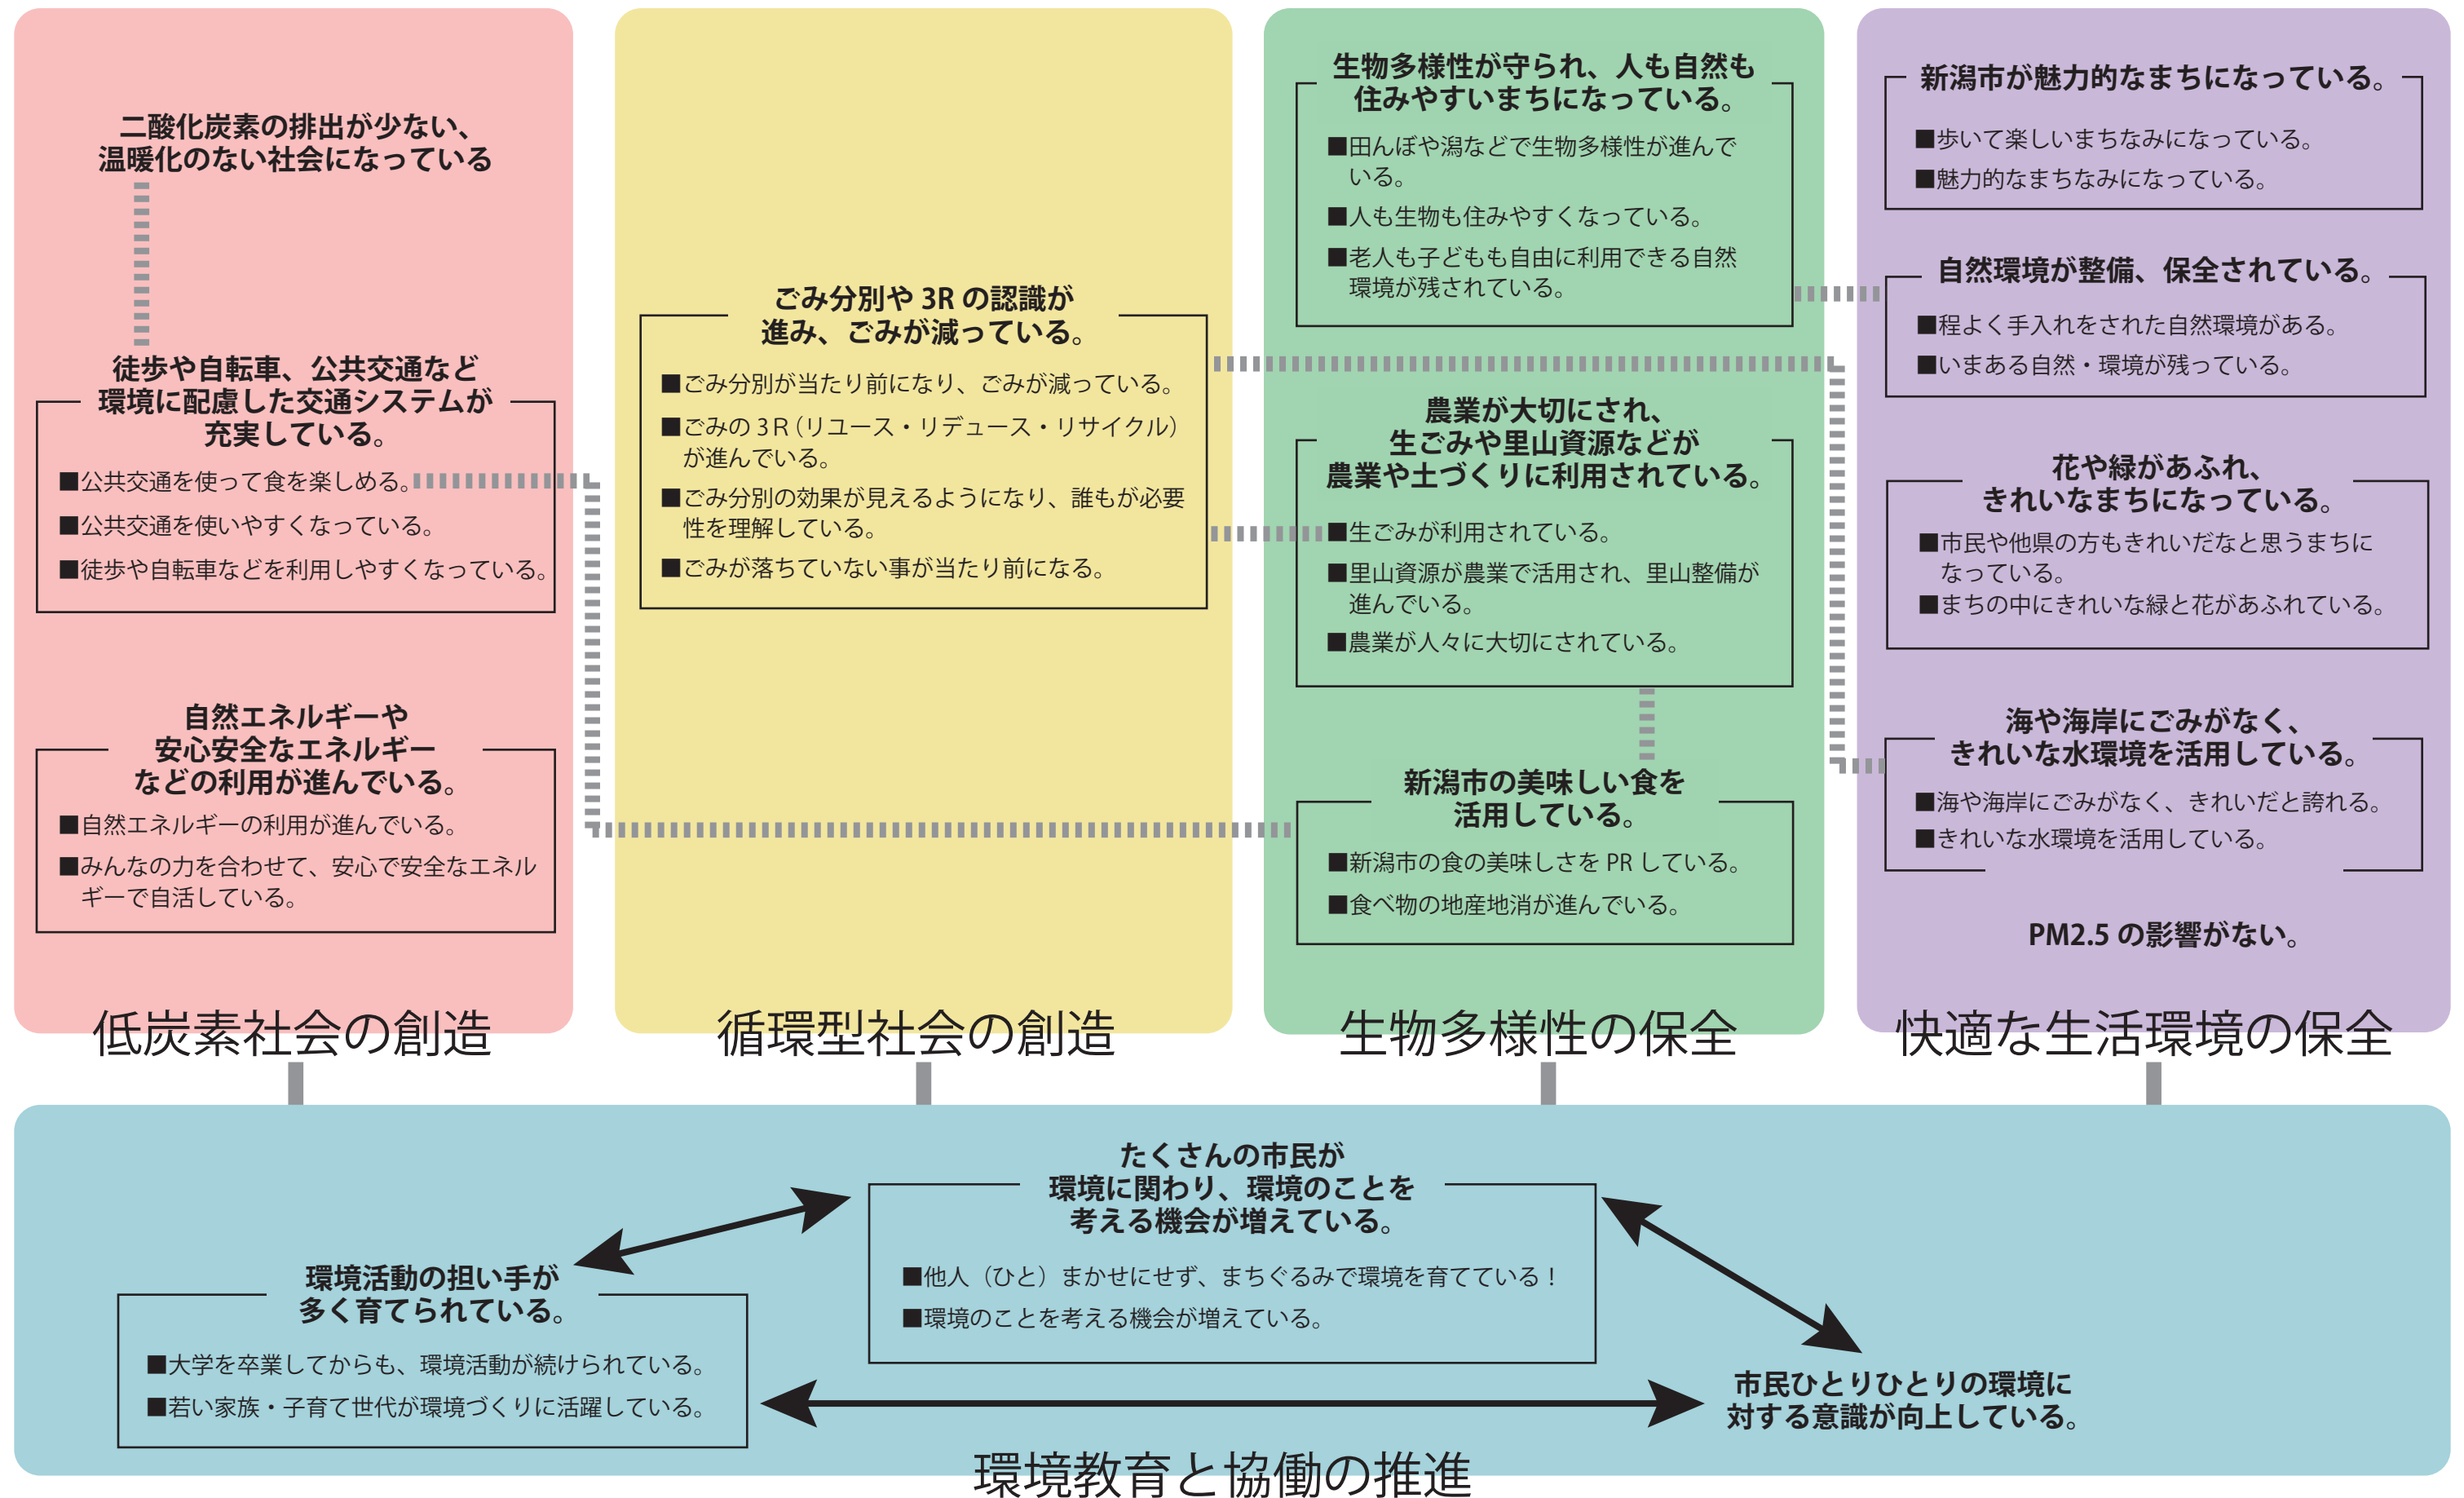 二酸化炭素の排出が少ない、
温暖化のない社会になっている
徒歩や自転車、公共交通など
環境に配慮した交通システムが
充実している。
■公共交通を使って食を楽しめる。
■公共交通を使いやすくなっている。
■徒歩や自転車などを利用しやすくなっている。
自然エネルギーや
安心安全なエネルギー
などの利用が進んでいる。
■自然エネルギーの利用が進んでいる。
■みんなの力を合わせて、安心で安全なエネル
ギーで自活している。
低炭素社会の創造
ごみ分別や 3R の認識が
進み、ごみが減っている。
■ごみ分別が当たり前になり、ごみが減っている。
■ごみの 3 R（リユース・リデュース・リサイクル）
が進んでいる。
■ごみ分別の効果が見えるようになり、誰もが必要
性を理解している。
■ごみが落ちていない事が当たり前になる。
循環型社会の創造
生物多様性が守られ、人も自然も
住みやすいまちになっている。
■田んぼや潟などで生物多様性が進んで
いる。
■人も生物も住みやすくなっている。
■老人も子どもも自由に利用できる自然
環境が残されている。
農業が大切にされ、
生ごみや里山資源などが
農業や土づくりに利用されている。
■生ごみが利用されている。
■里山資源が農業で活用され、里山整備が
進んでいる。
■農業が人々に大切にされている。
新潟市の美味しい食を
活用している。
■新潟市の食の美味しさを PR している。
■食べ物の地産地消が進んでいる。
生物多様性の保全
新潟市が魅力的なまちになっている。
■歩いて楽しいまちなみになっている。
■魅力的なまちなみになっている。
自然環境が整備、保全されている。
■程よく手入れをされた自然環境がある。
■いまある自然・環境が残っている。
花や緑があふれ、
きれいなまちになっている。
■市民や他県の方もきれいだなと思うまちに
なっている。
■まちの中にきれいな緑と花があふれている。
海や海岸にごみがなく、
きれいな水環境を活用している。
■海や海岸にごみがなく、きれいだと誇れる。
■きれいな水環境を活用している。
PM2.5 の影響がない。
快適な生活環境の保全
たくさんの市民が
環境に関わり、環境のことを
考える機会が増えている。
■他人（ひと）まかせにせず、まちぐるみで環境を育てている！
■環境のことを考える機会が増えている。
環境活動の担い手が
多く育てられている。
■大学を卒業してからも、環境活動が続けられている。
■若い家族・子育て世代が環境づくりに活躍している。
市民ひとりひとりの環境に
対する意識が向上している。
環境教育と協働の推進